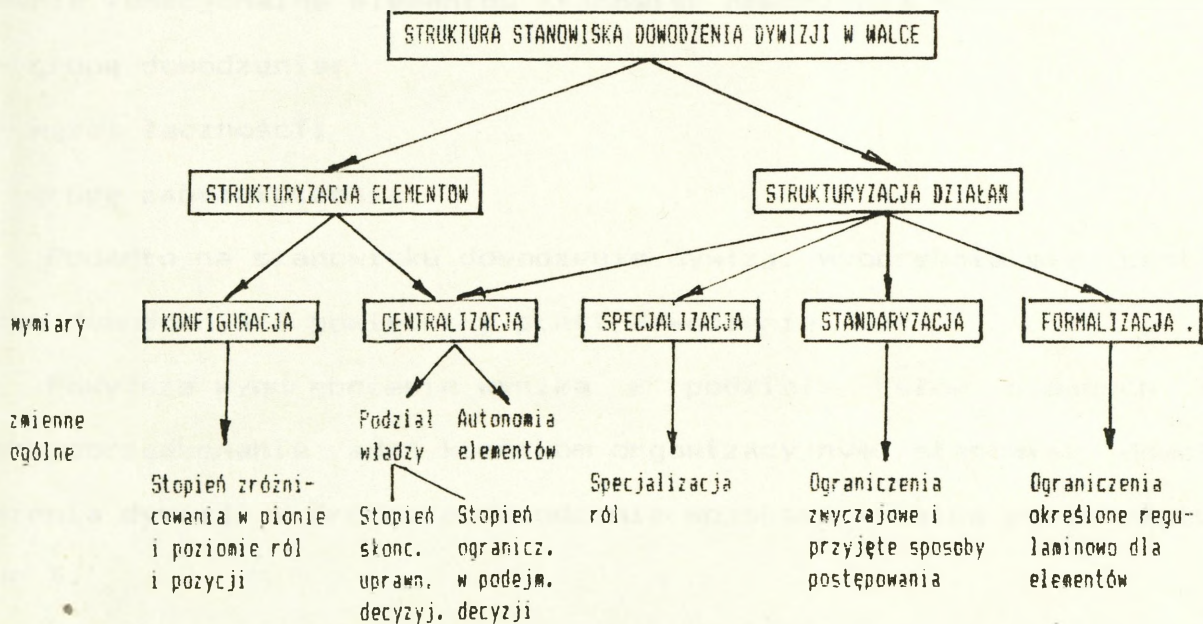 STRUKTURA STANOWISKA DOWODZENIA DYWIZJI W WALCE
STRUKTURYZACJA ELEMENTÓW
STRUKTURYZACJA DZIAŁAŃ
wymiary
KONFIGURACJA
CENTRALIZACJA
SPECJALIZACJA
STANDARYZACJA
FORMALIZACJA .
zmienne
ogólne
Stopień zróżni-
cowania w pionie
i poziomie ról
i pozycji
Podział
władzy
Autonomia
elementów
Stopień
skonc.
uprawn.
decyzyj.
Stopień
ogranicz.
w podejm.
decyzji
Specjalizacja
ról
Ograniczenia
zwyczajowe i
przyjęte sposoby
postępowania
Ograniczenia
określone regu-
laminowo dla
elementów